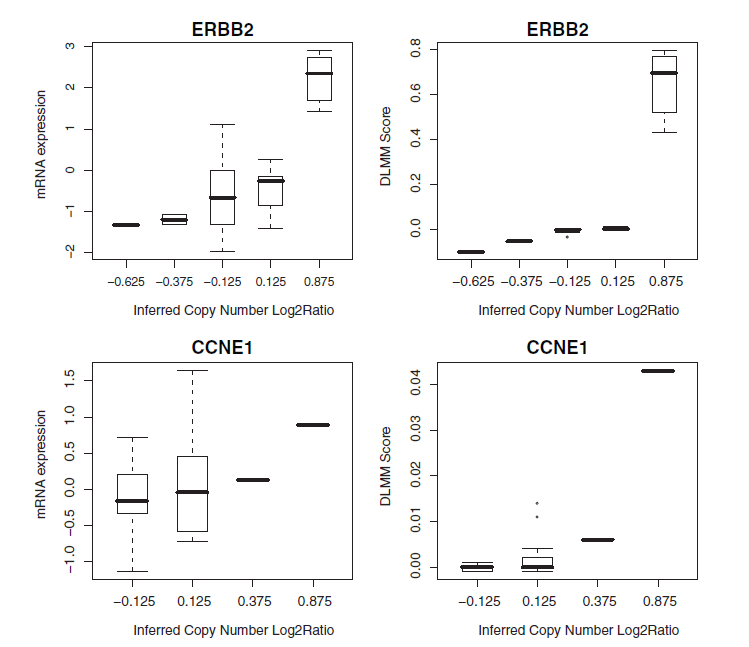 ERBB2
mRNA expression
3
2
1
0
−1
−2
−0.625 −0.375 −0.125 0.125 0.875
Inferred Copy Number Log2Ratio
ERBB2
DLMM Score
0.8
0.6
0.4
0.2
0.0
−0.625 −0.375 −0.125 0.125 0.875
Inferred Copy Number Log2Ratio
CCNE1
mRNA expression
1.5
1.0
0.5
0.0
−0.5
−1.0
−0.125 0.125 0.375 0.875
Inferred Copy Number Log2Ratio
CCNE1
DLMM Score
0.04
0.03
0.02
0.01
0.00
−0.125 0.125 0.375 0.875
Inferred Copy Number Log2Ratio